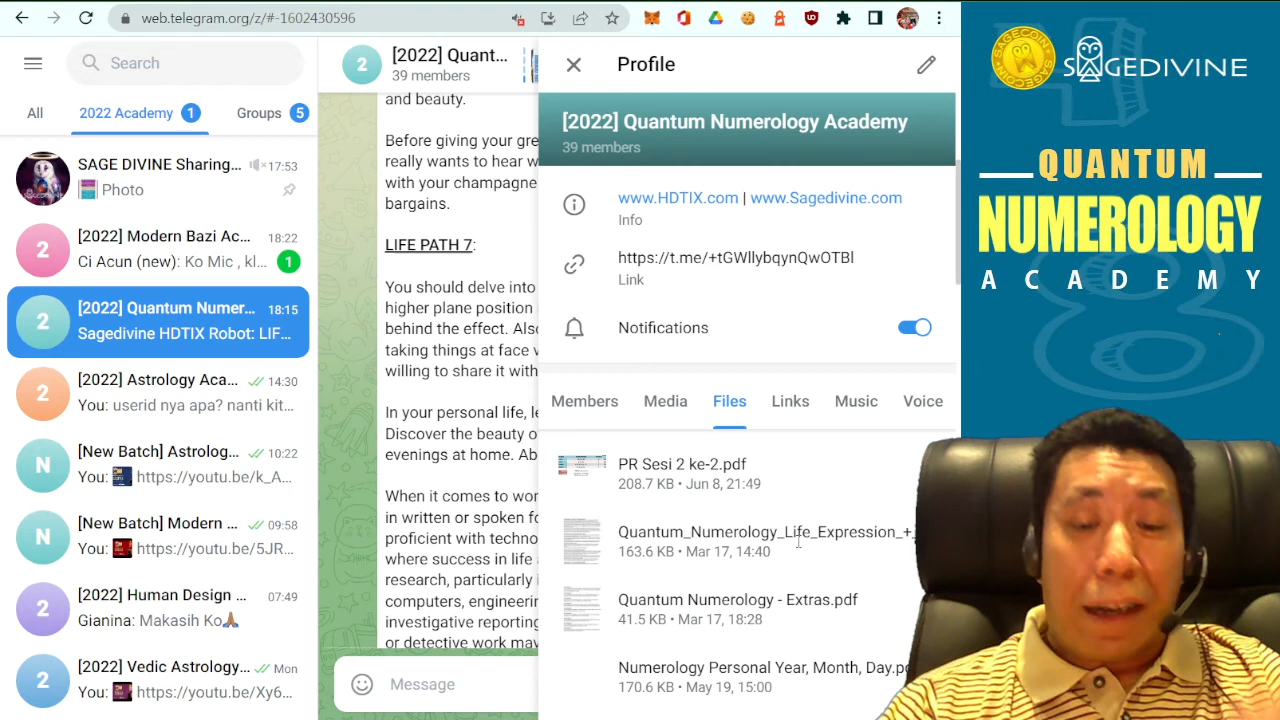 web.telegram.org/z/#-1602430596
Search
All
2022 Academy 1
Groups 5
SAGE DIVINE Sharing... 17:53
Photo
2
[2022] Modern Bazi Ac... 18:22
Ci Acun (new): Ko Mic , kl... 1
2
[2022] Quantum Numer... 18:15
Sagedivine HDTIX Robot: LIF...
2
[2022] Astrology Aca... 14:30
You: userid nya apa? nanti kit...
N
[New Batch] Astrolog... 10:22
You: https://youtu.be/k_A...
N
[New Batch] Modern ... 09:58
You: https://youtu.be/5JR...
2
[2022] Human Design ... 07:49
Gianina: Makasih Ko
2
[2022] Vedic Astrology... Mon
You: https://youtu.be/Xy6...
2
[2022] Quant...
39 members
and beauty.
Before giving your gre
really wants to hear w
with your champagne
bargains.
LIFE PATH 7:
You should delve into
higher plane position
behind the effect. Also
taking things at face v
willing to share it with
In your personal life, le
Discover the beauty o
evenings at home. Ab
When it comes to wor
in written or spoken fo
proficient with techno
where success in life a
research, particularly i
computers, engineerin
investigative reporting
or detective work may
Message
Profile
[2022] Quantum Numerology Academy
39 members
www.HDTIX.com | www.Sagedivine.com
Info
https://t.me/+tGWllybqynQwOTBl
Link
Notifications
Members
Media
Files
Links
Music
Voice
PR Sesi 2 ke-2.pdf
208.7 KB • Jun 8, 21:49
Quantum_Numerology_Life_Expression_+_
163.6 KB • Mar 17, 14:40
Quantum Numerology - Extras.pdf
41.5 KB • Mar 17, 18:28
Numerology Personal Year, Month, Day.p
170.6 KB • May 19, 15:00
SAGECOIN
SAGECOIN
SAGEDIVINE
QUANTUM
NUMEROLOGY
ACADEMY